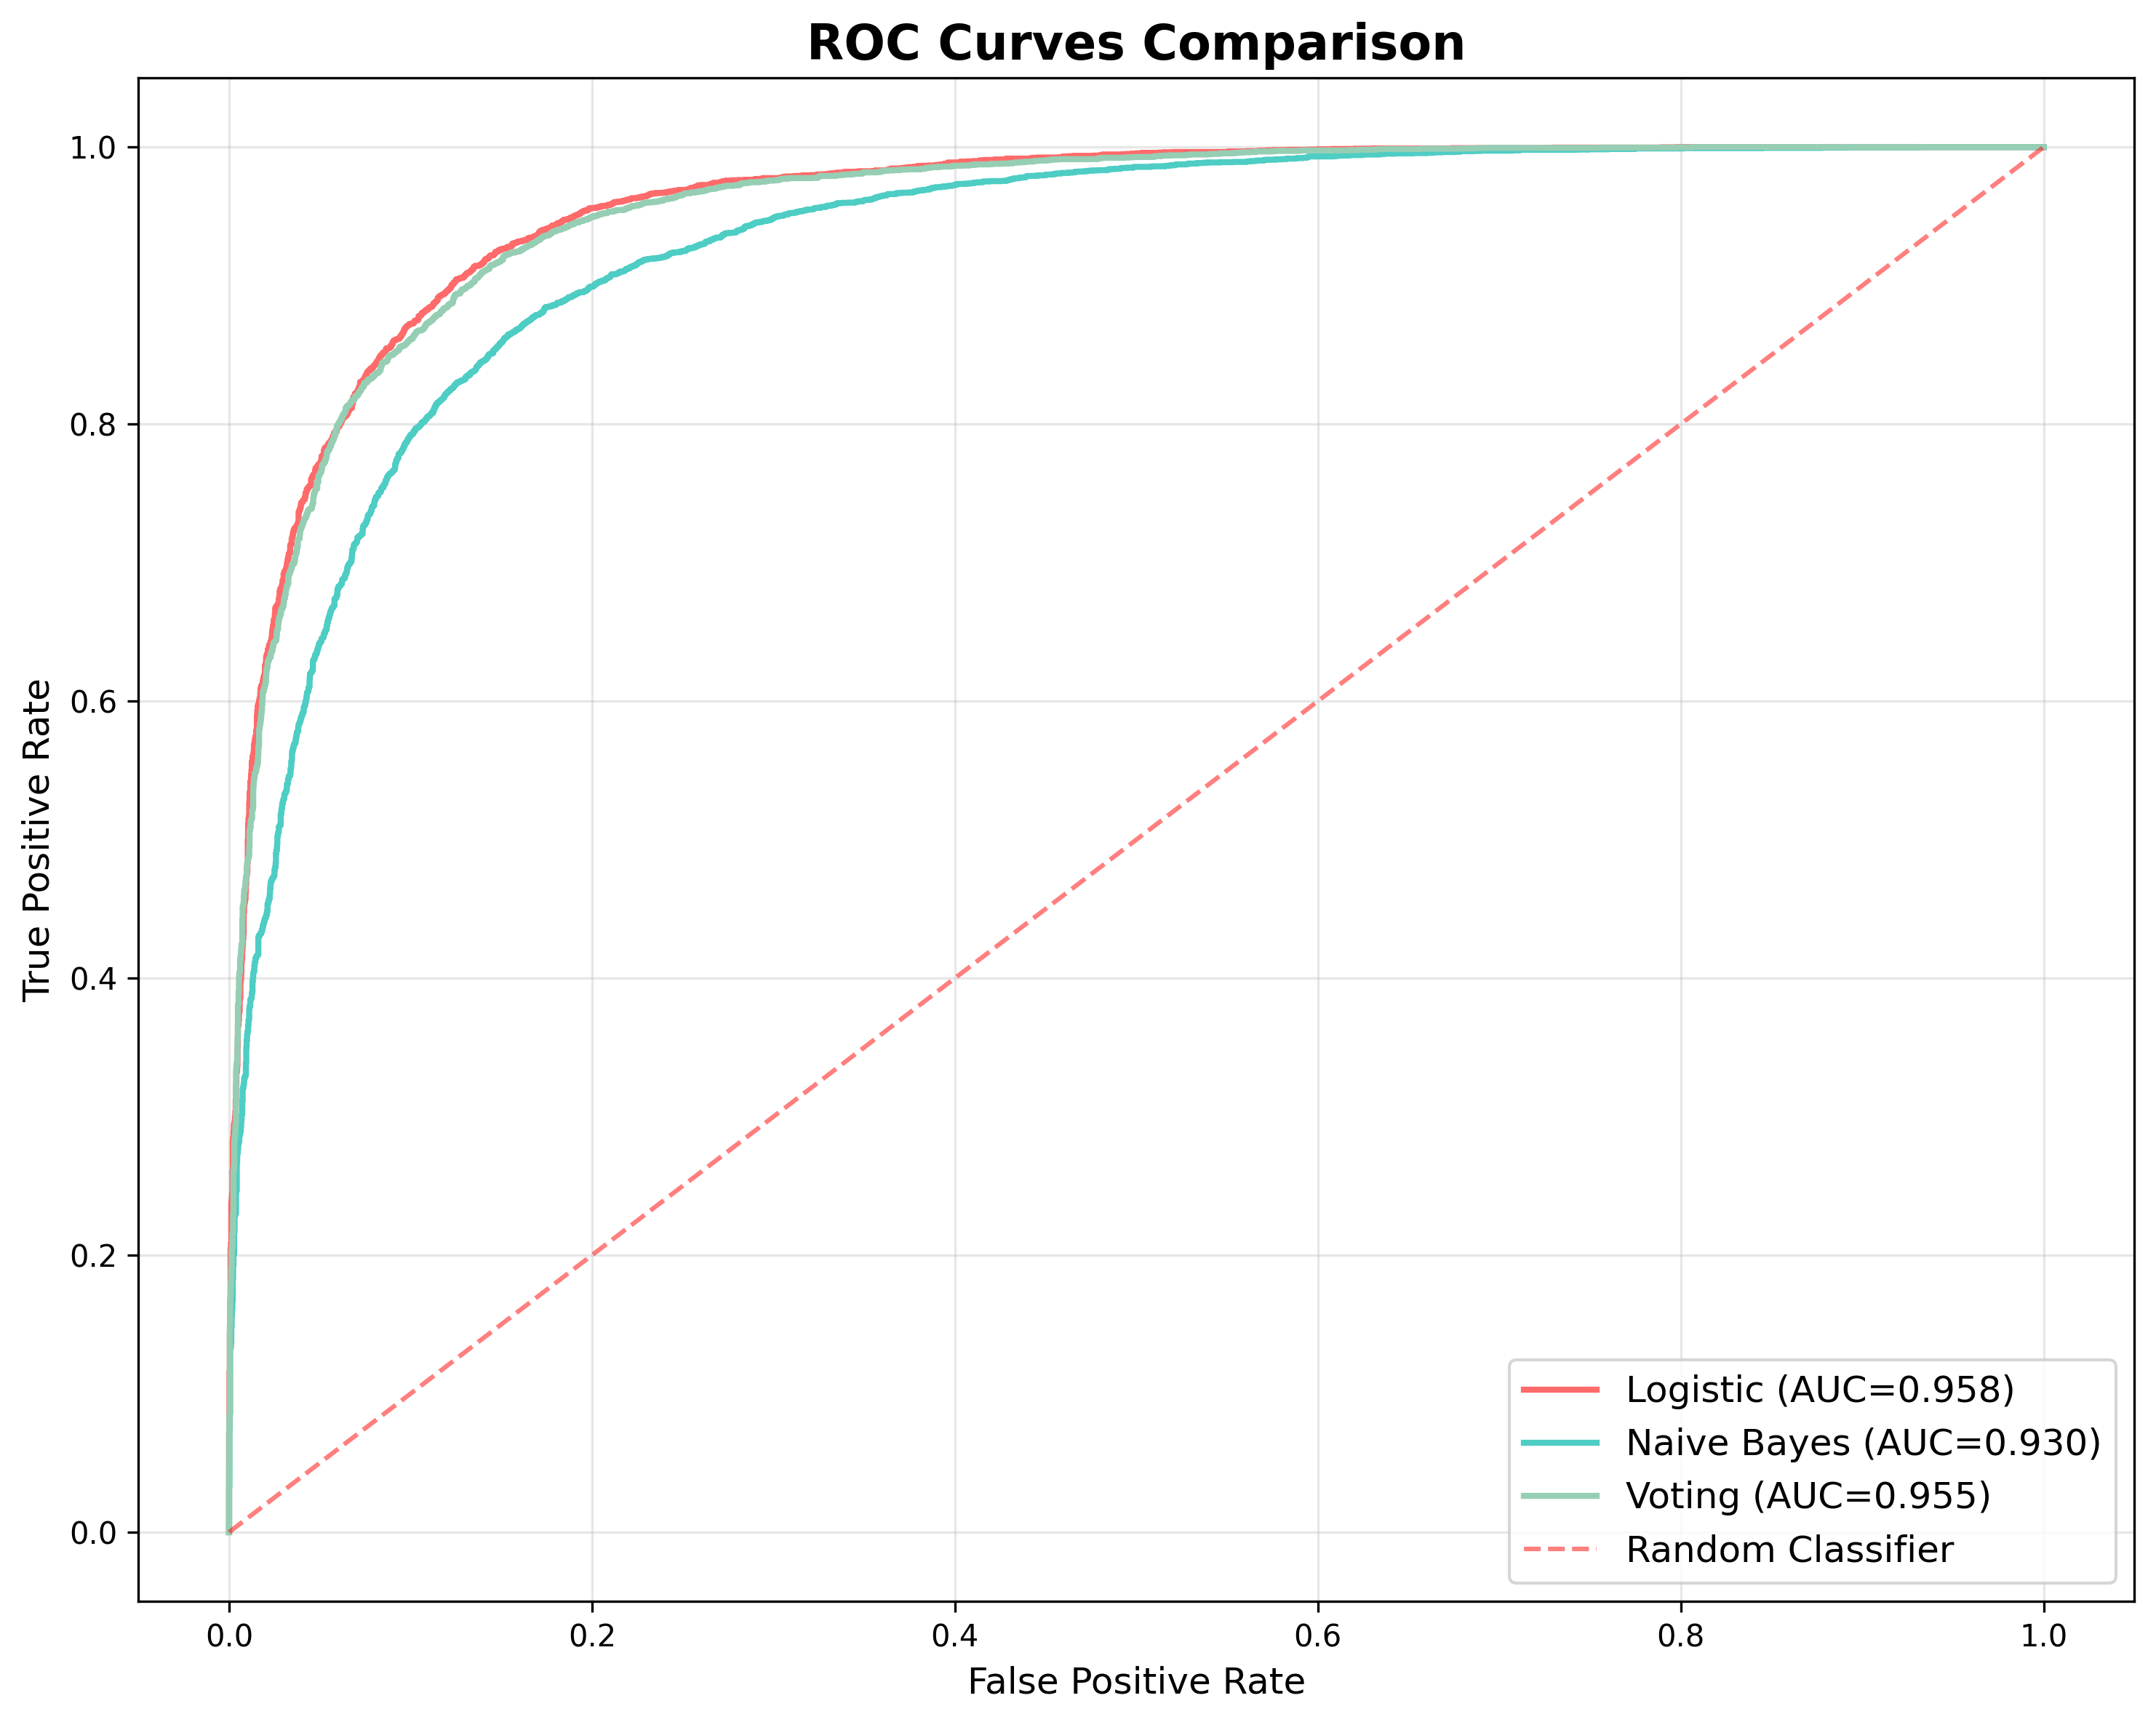 ROC Curves Comparison
1.0
0.8
0.6
0.4
0.2
0.0
True Positive Rate
0.0 0.2 0.4 0.6 0.8 1.0
False Positive Rate
Logistic (AUC=0.958)
Naive Bayes (AUC=0.930)
Voting (AUC=0.955)
Random Classifier